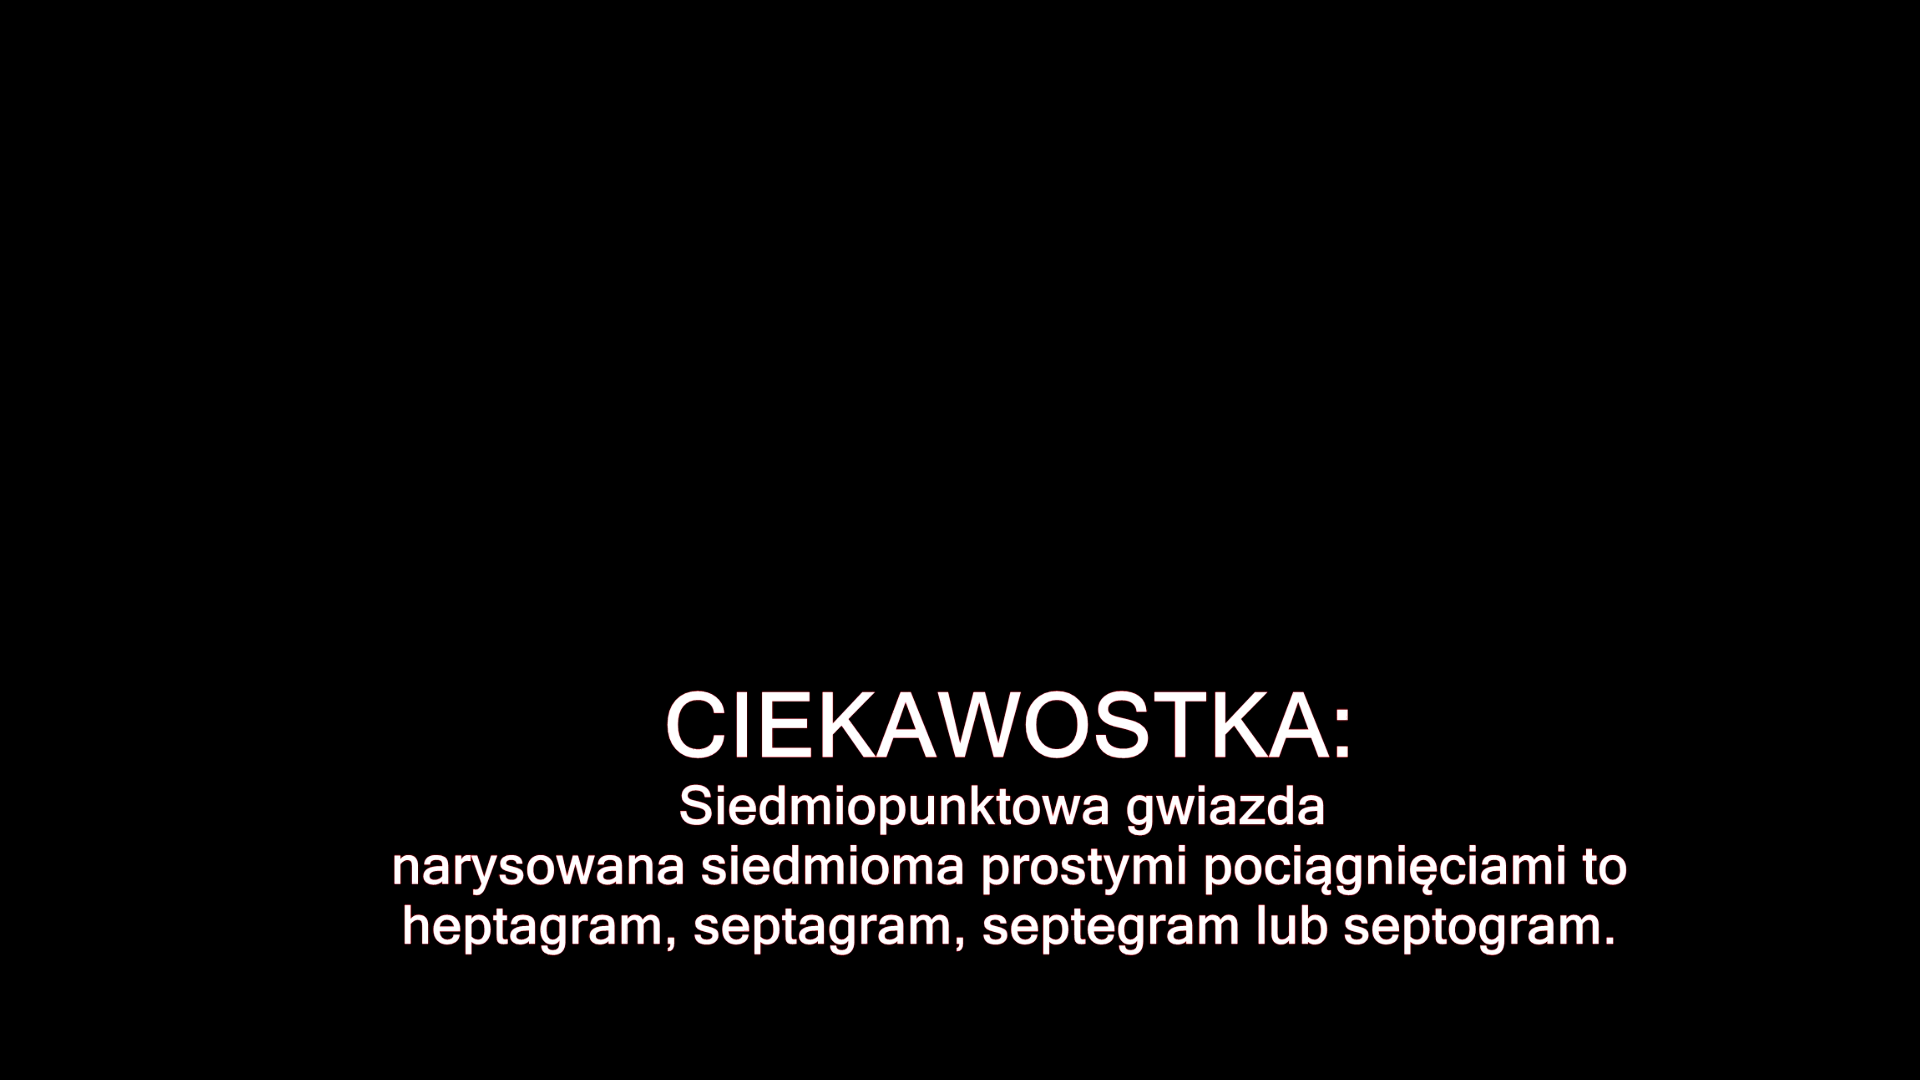 CIEKAWOSTKA:
Siedmiopunktowa gwiazda
narysowana siedmioma prostymi pociągnięciami to
heptagram, septagram, septegram lub septogram.